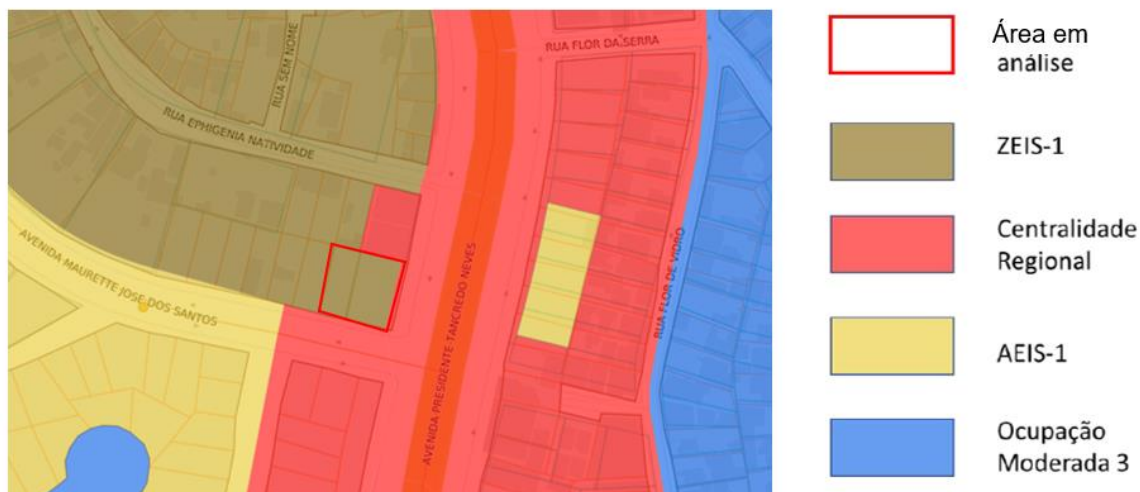 RUA FLOR DA SERRA
RUA SEM NOME
RUA EPHIGENIA NATIVIDADE
AVENIDA MAURETTE JOSE DOS SANTOS
AVENIDA PRESIDENTE TANCREDO NEVES
RUA FLOR DE VIDRO
Área em
análise
ZEIS-1
Centralidade
Regional
AEIS-1
Ocupação
Moderada 3